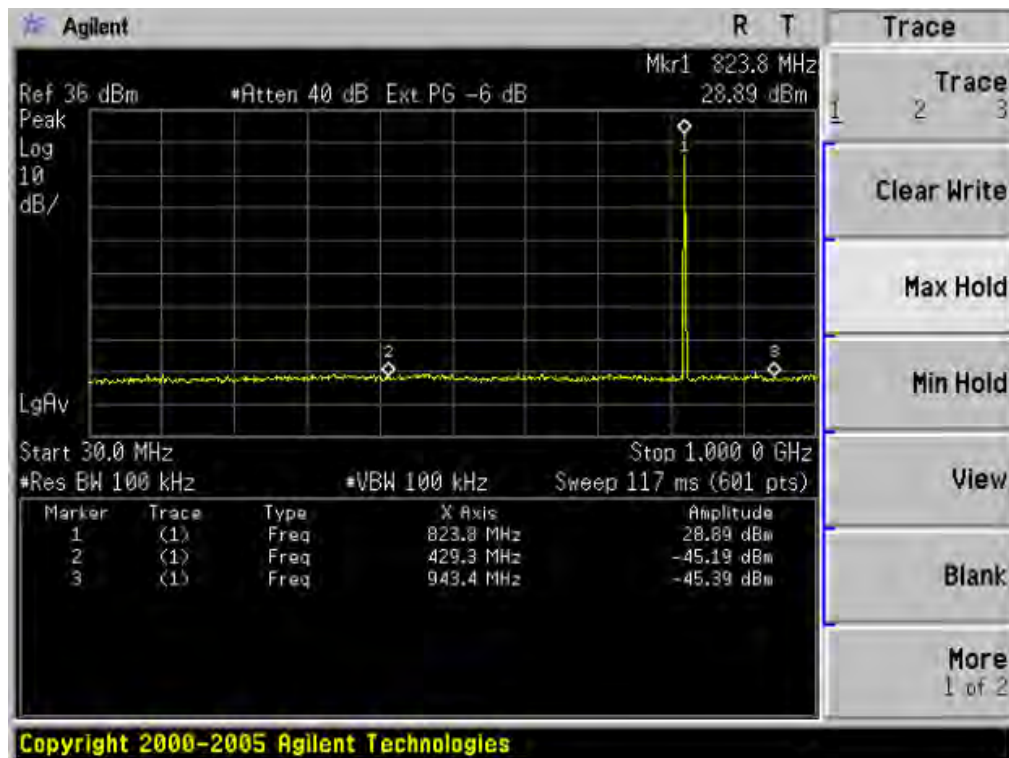 Agilent R T Trace
Mkr1 823.8 MHz
Ref 36 dBm #Atten 40 dB Ext PG -6 dB 28.89 dBm
Peak
Log
10
dB/
1
2
3
LgAv
Start 30.0 MHz Stop 1.000 0 GHz
#Res BW 100 kHz #VBW 100 kHz Sweep 117 ms (601 pts)
Marker Trace Type X Axis Amplitude
1 (1) Freq 823.8 MHz 28.89 dBm
2 (1) Freq 429.3 MHz -45.19 dBm
3 (1) Freq 943.4 MHz -45.39 dBm
Trace
1 2 3
Clear Write
Max Hold
Min Hold
View
Blank
More
1 of 2
Copyright 2000-2005 Agilent Technologies